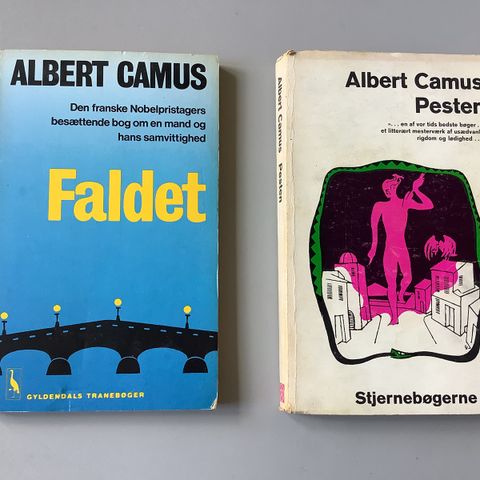 ALBERT CAMUS
Den franske Nobelpristagers
besættende bog om en mand og
hans samvittighed
Faldet
GYLDENDALS TRANEBØGER
Albert Camus Pesten
Albert Camus
Pesten
»... en af vor tids bedste bøger ..
et litterært mesterværk af usædvanl
rigdom og lødighed ...
Stjernebøgerne